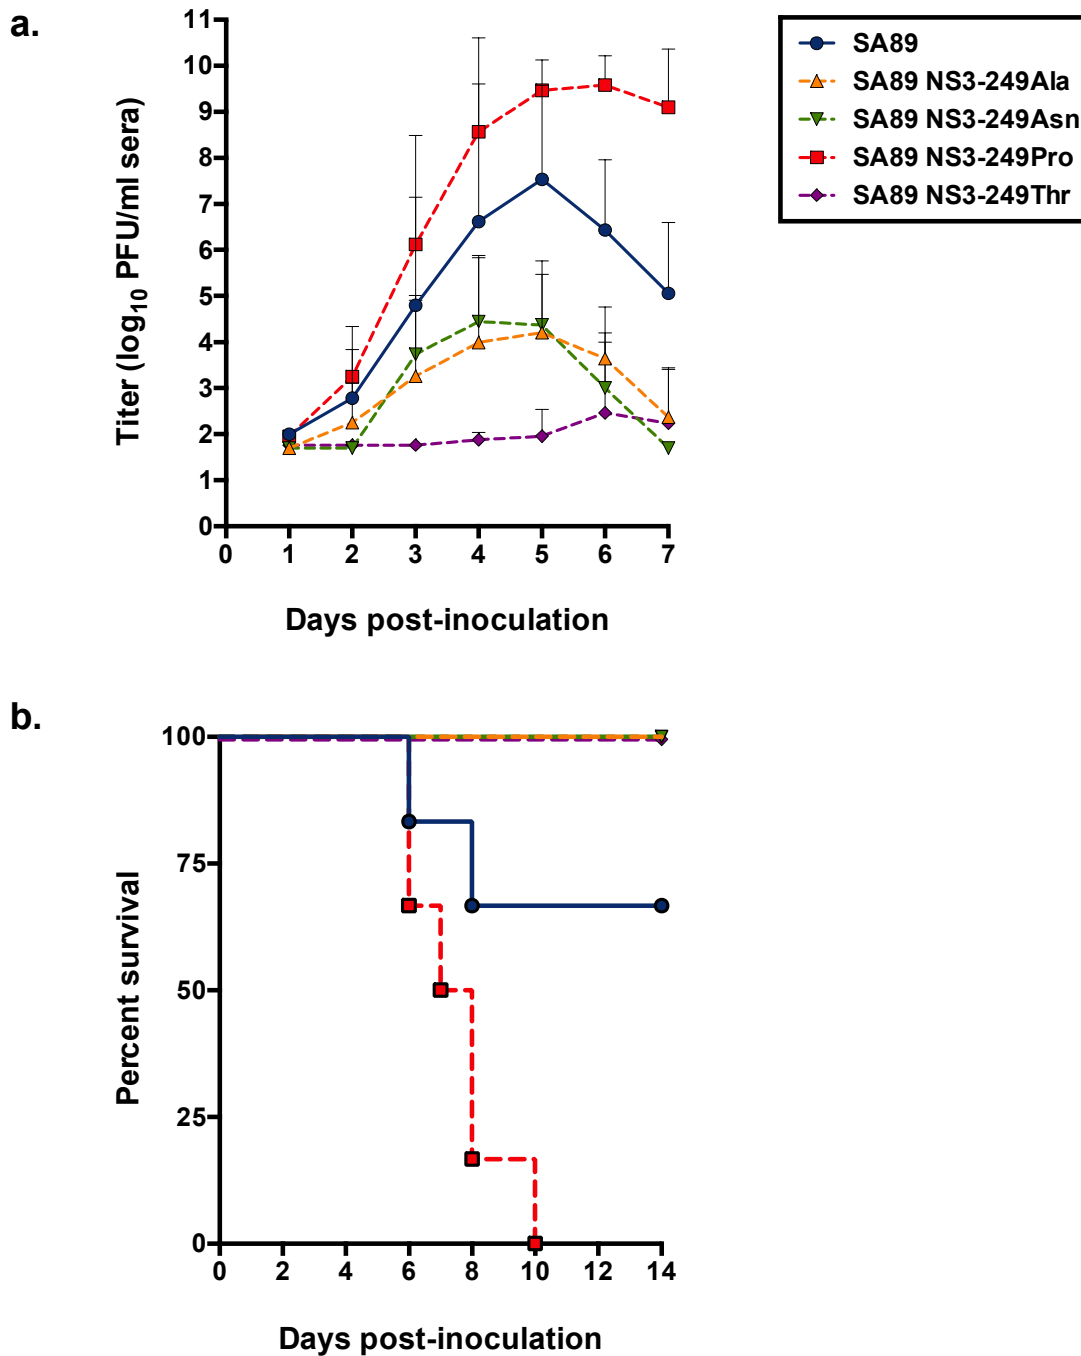 a.
11
10
9
8
7
6
5
4
3
2
1
0
Titer (log10 PFU/ml sera)
0 1 2 3 4 5 6 7
Days post-inoculation
SA89
SA89 NS3-249Ala
SA89 NS3-249Asn
SA89 NS3-249Pro
SA89 NS3-249Thr
b.
100
75
50
25
0
Percent survival
0 2 4 6 8 10 12 14
Days post-inoculation